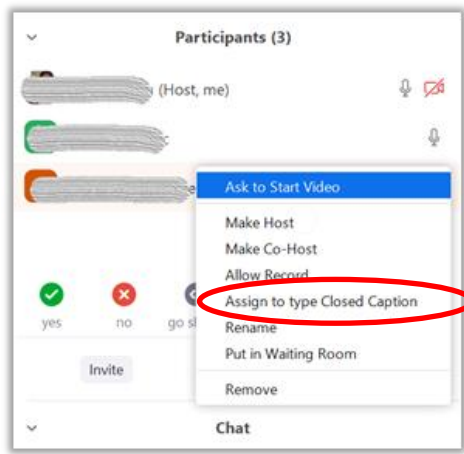 Participants (3)
(Host, me)
Ask to Start Video
Make Host
Make Co-Host
Allow Record
Assign to type Closed Caption
Rename
Put in Waiting Room
Remove
yes
no
go
Invite
Chat